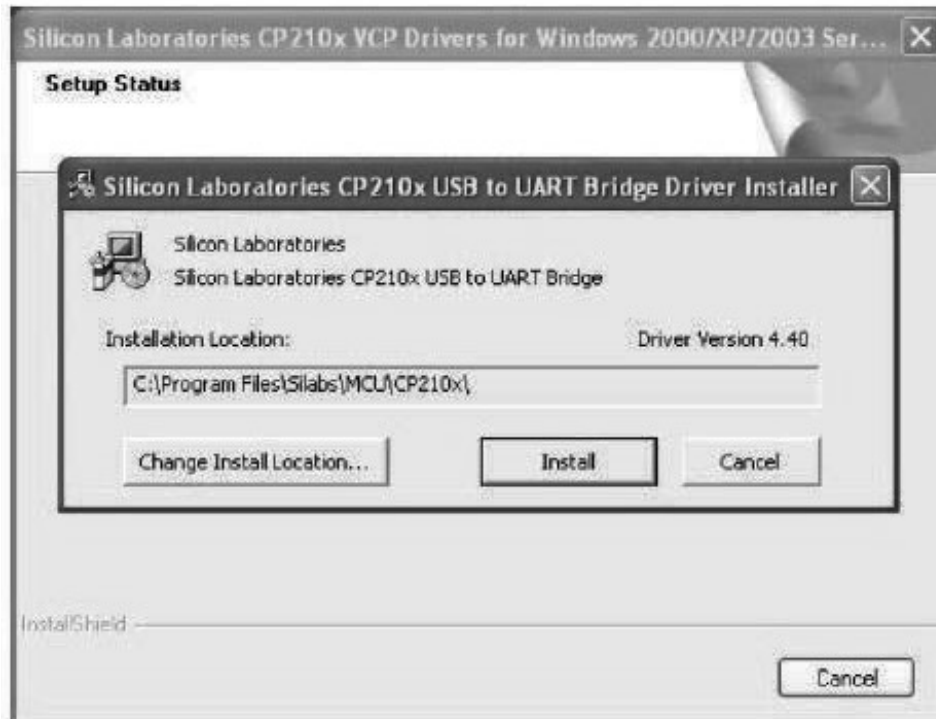 Silicon Laboratories CP210x VCP Drivers for Windows 2000/XP/2003 Ser...
Setup Status
Silicon Laboratories CP210x USB to UART Bridge Driver Installer
Silicon Laboratories
Silicon Laboratories CP210x USB to UART Bridge
Installation Location:
Driver Version 4.40
C:\Program Files\Silabs\MCU\CP210x\
Change Install Location...
Install
Cancel
InstallShield
Cancel